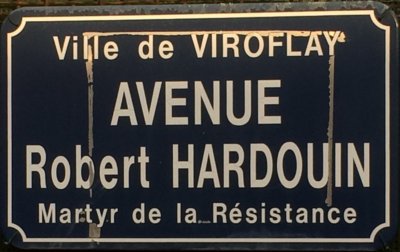 Ville de VIROFLAY
AVENUE
Robert HARDOUIN
Martyr de la Résistance